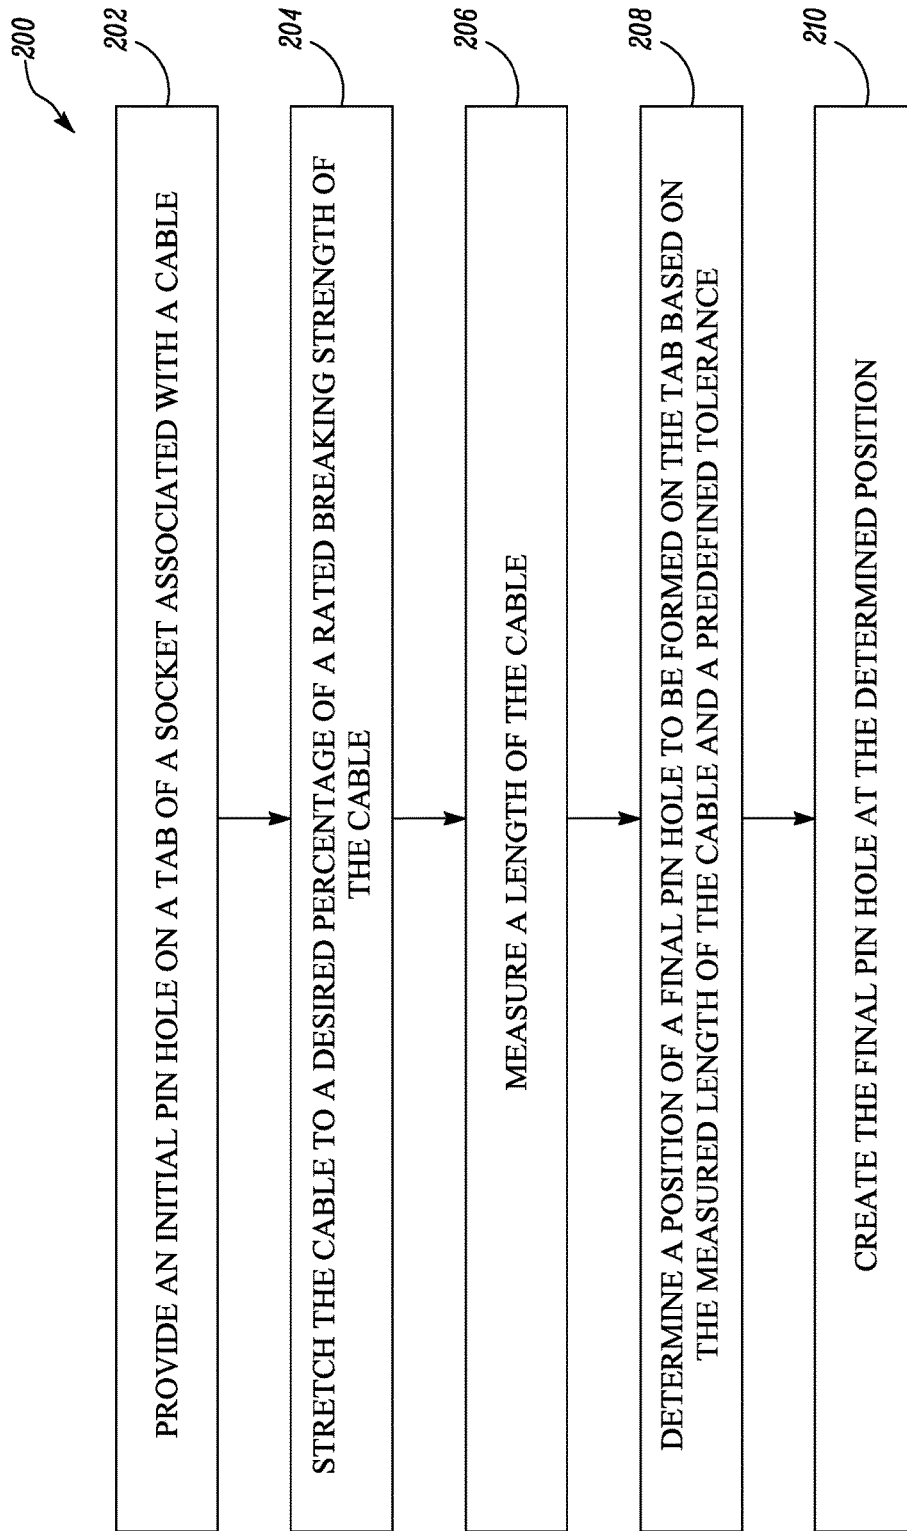 200
202
PROVIDE AN INITIAL PIN HOLE ON A TAB OF A SOCKET ASSOCIATED WITH A CABLE
204
STRETCH THE CABLE TO A DESIRED PERCENTAGE OF A RATED BREAKING STRENGTH OF
THE CABLE
206
MEASURE A LENGTH OF THE CABLE
208
DETERMINE A POSITION OF A FINAL PIN HOLE TO BE FORMED ON THE TAB BASED ON
THE MEASURED LENGTH OF THE CABLE AND A PREDEFINED TOLERANCE
210
CREATE THE FINAL PIN HOLE AT THE DETERMINED POSITION